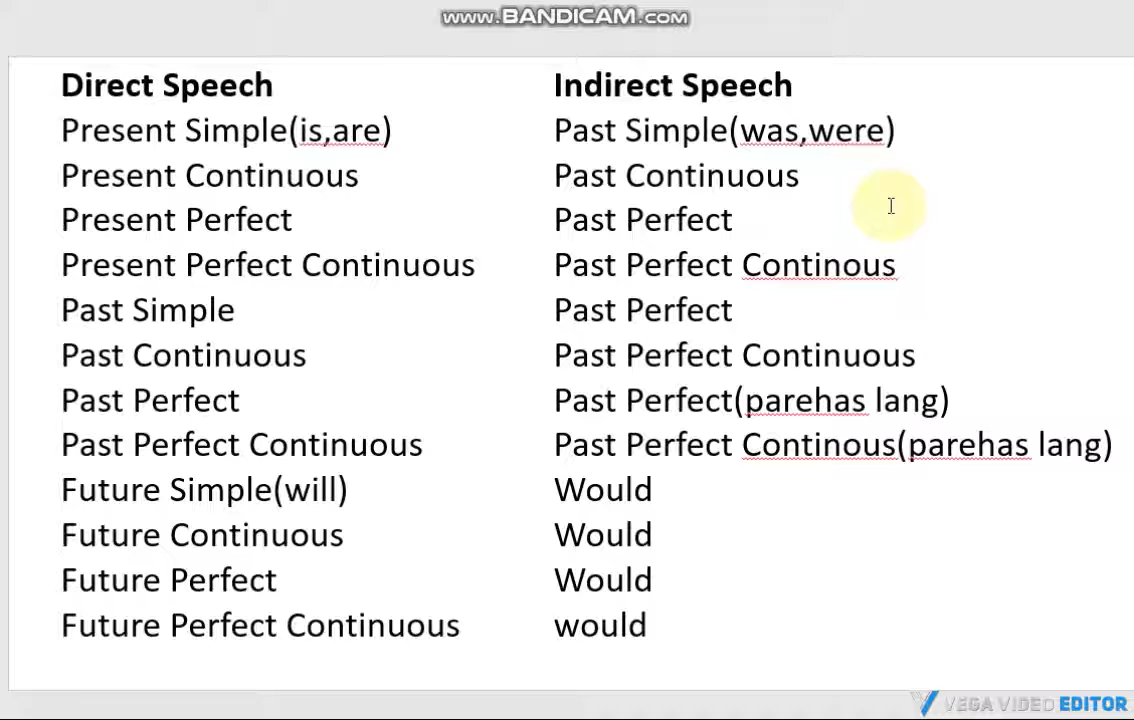 www.BANDICAM.com
Direct Speech Indirect Speech
Present Simple(is,are) Past Simple(was,were)
Present Continuous Past Continuous
Present Perfect Past Perfect
Present Perfect Continuous Past Perfect Continous
Past Simple Past Perfect
Past Continuous Past Perfect Continuous
Past Perfect Past Perfect(parehas lang)
Past Perfect Continuous Past Perfect Continous(parehas lang)
Future Simple(will) Would
Future Continuous Would
Future Perfect Would
Future Perfect Continuous would
VEGA VIDEO EDITOR